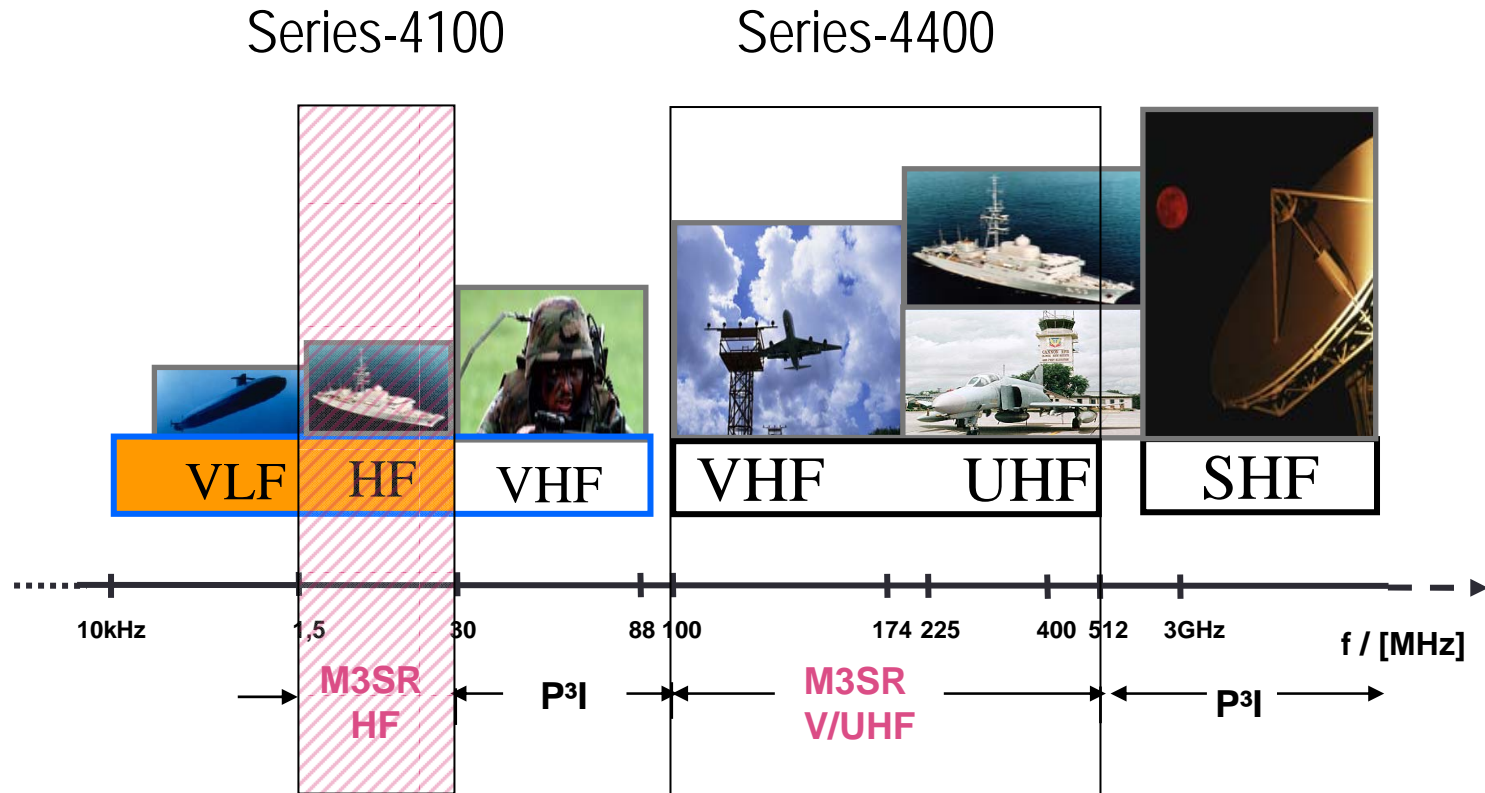 Series-4100 Series-4400
VLF HF VHF VHF UHF SHF
10kHz 1,5 30 88 100 174 225 400 512 3GHz f / [MHz]
M3SR P³I M3SR P³I
HF V/UHF